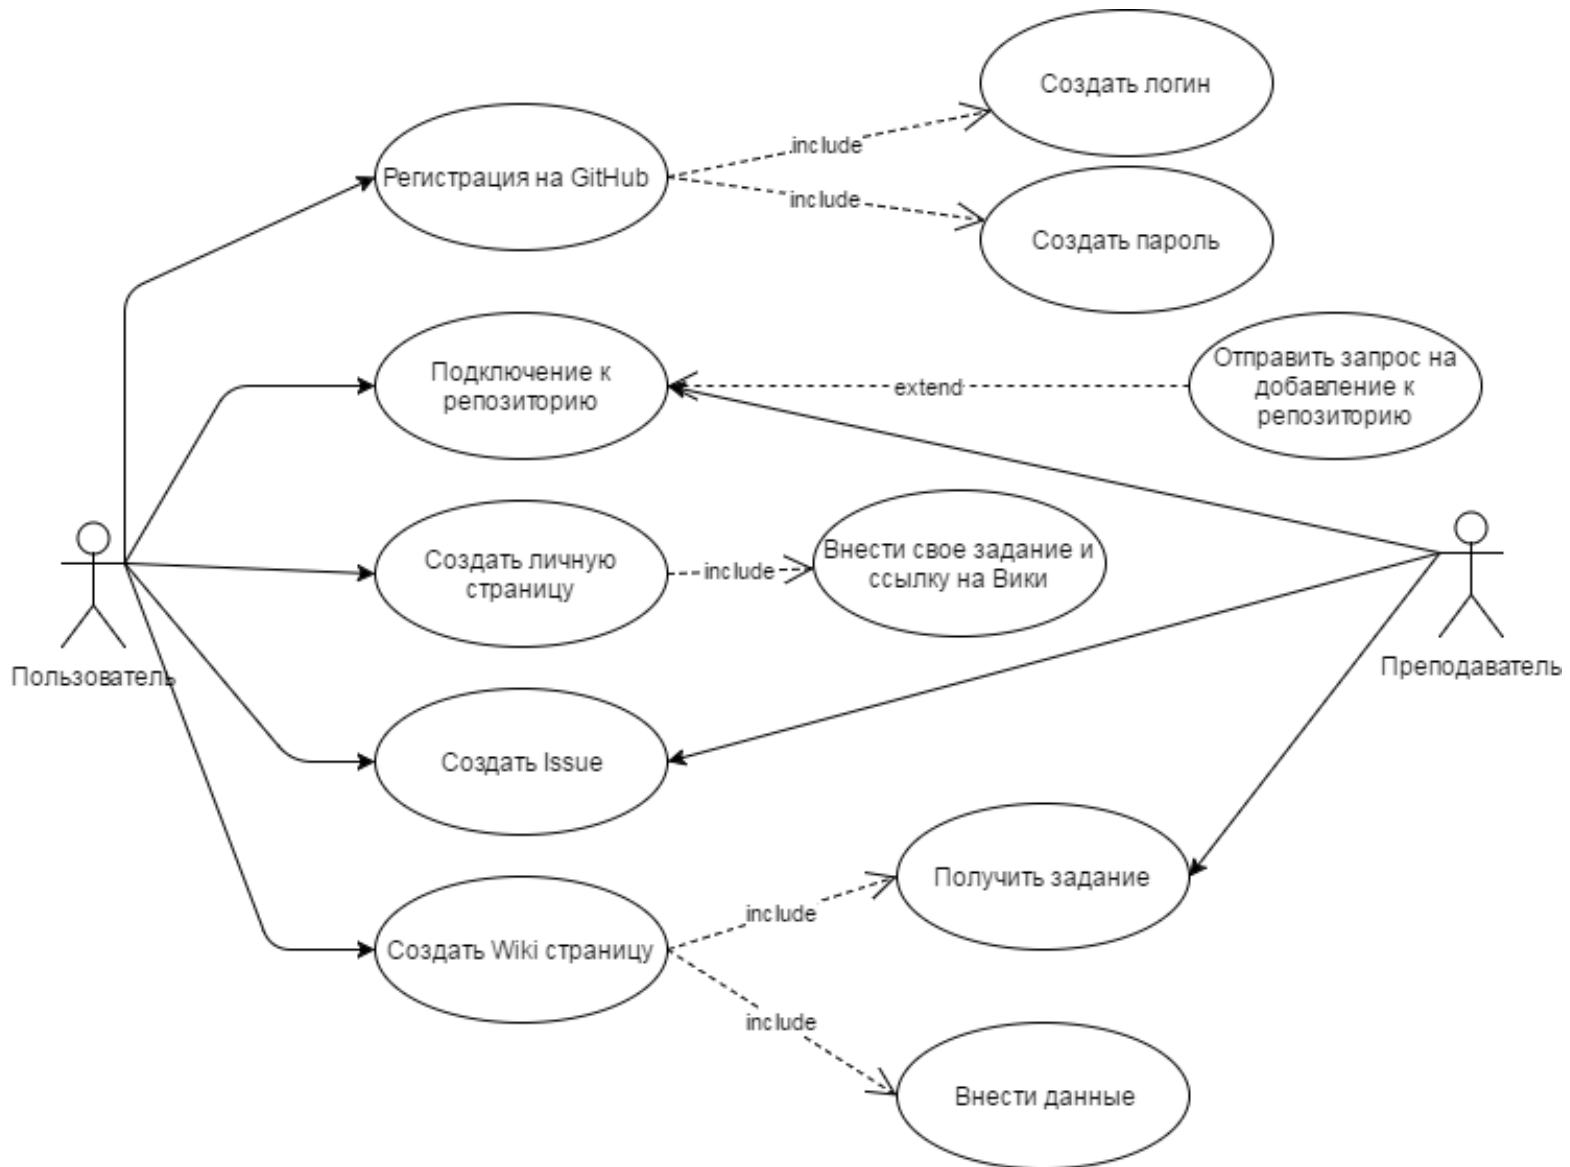 Создать логин
include
Регистрация на GitHub
include
Создать пароль
Подключение к
репозиторию
extend
Отправить запрос на
добавление к
репозиторию
Создать личную
страницу
include
Внести свое задание и
ссылку на Вики
Пользователь
Преподаватель
Создать Issue
Получить задание
include
Создать Wiki страницу
include
Внести данные